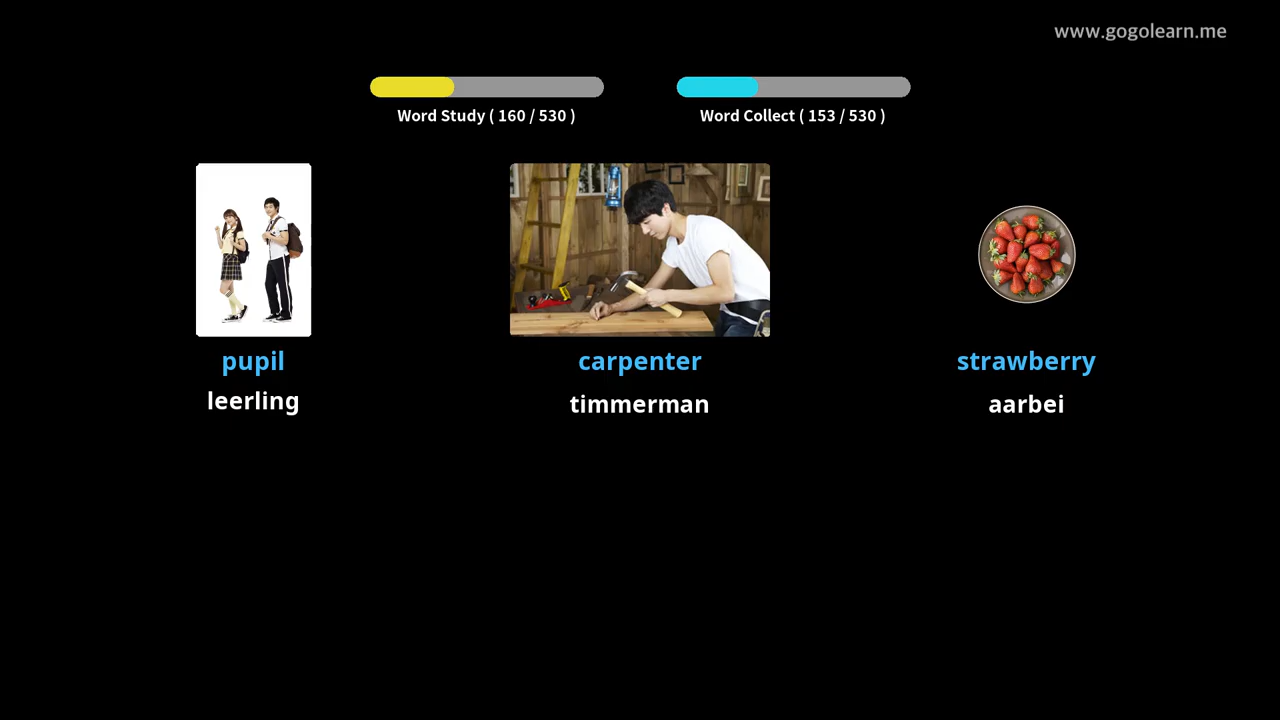 www.gogolearn.me
Word Study ( 160 / 530 )
Word Collect ( 153 / 530 )
pupil
leerling
carpenter
timmerman
strawberry
aarbei